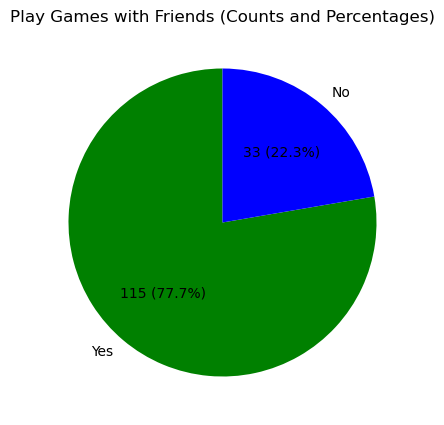 Play Games with Friends (Counts and Percentages)
No
33 (22.3%)
115 (77.7%)
Yes